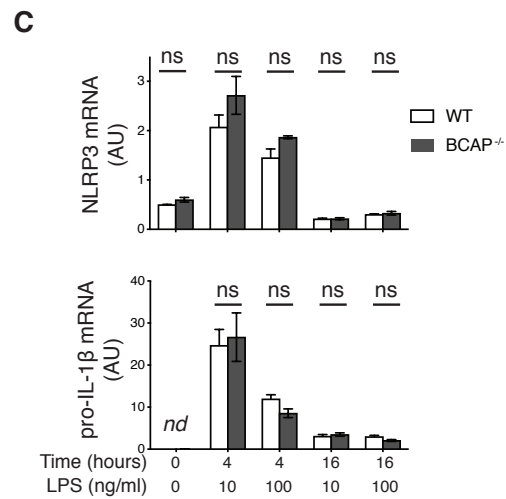 C
ns ns ns ns ns
NLRP3 mRNA
(AU)
3
2
1
0
WT
BCAP-/-
ns ns ns ns
pro-IL-1β mRNA
(AU)
40
30
20
10
0
nd
Time (hours) 0 4 4 16 16
LPS (ng/ml) 0 10 100 10 100